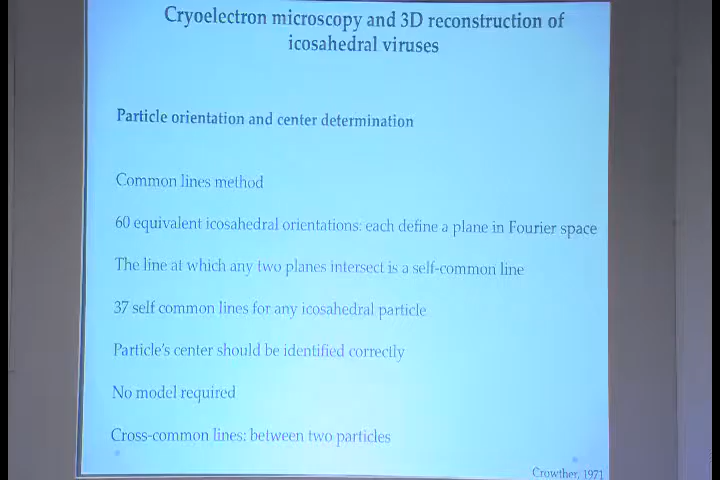 Cryoelectron microscopy and 3D reconstruction of
icosahedral viruses
Particle orientation and center determination
Common lines method
60 equivalent icosahedral orientations: each define a plane in Fourier space
The line at which any two planes intersect is a self-common line
37 self common lines for any icosahedral particle
Particle's center should be identified correctly
No model required
Cross-common lines: between two particles
Crowther, 1971